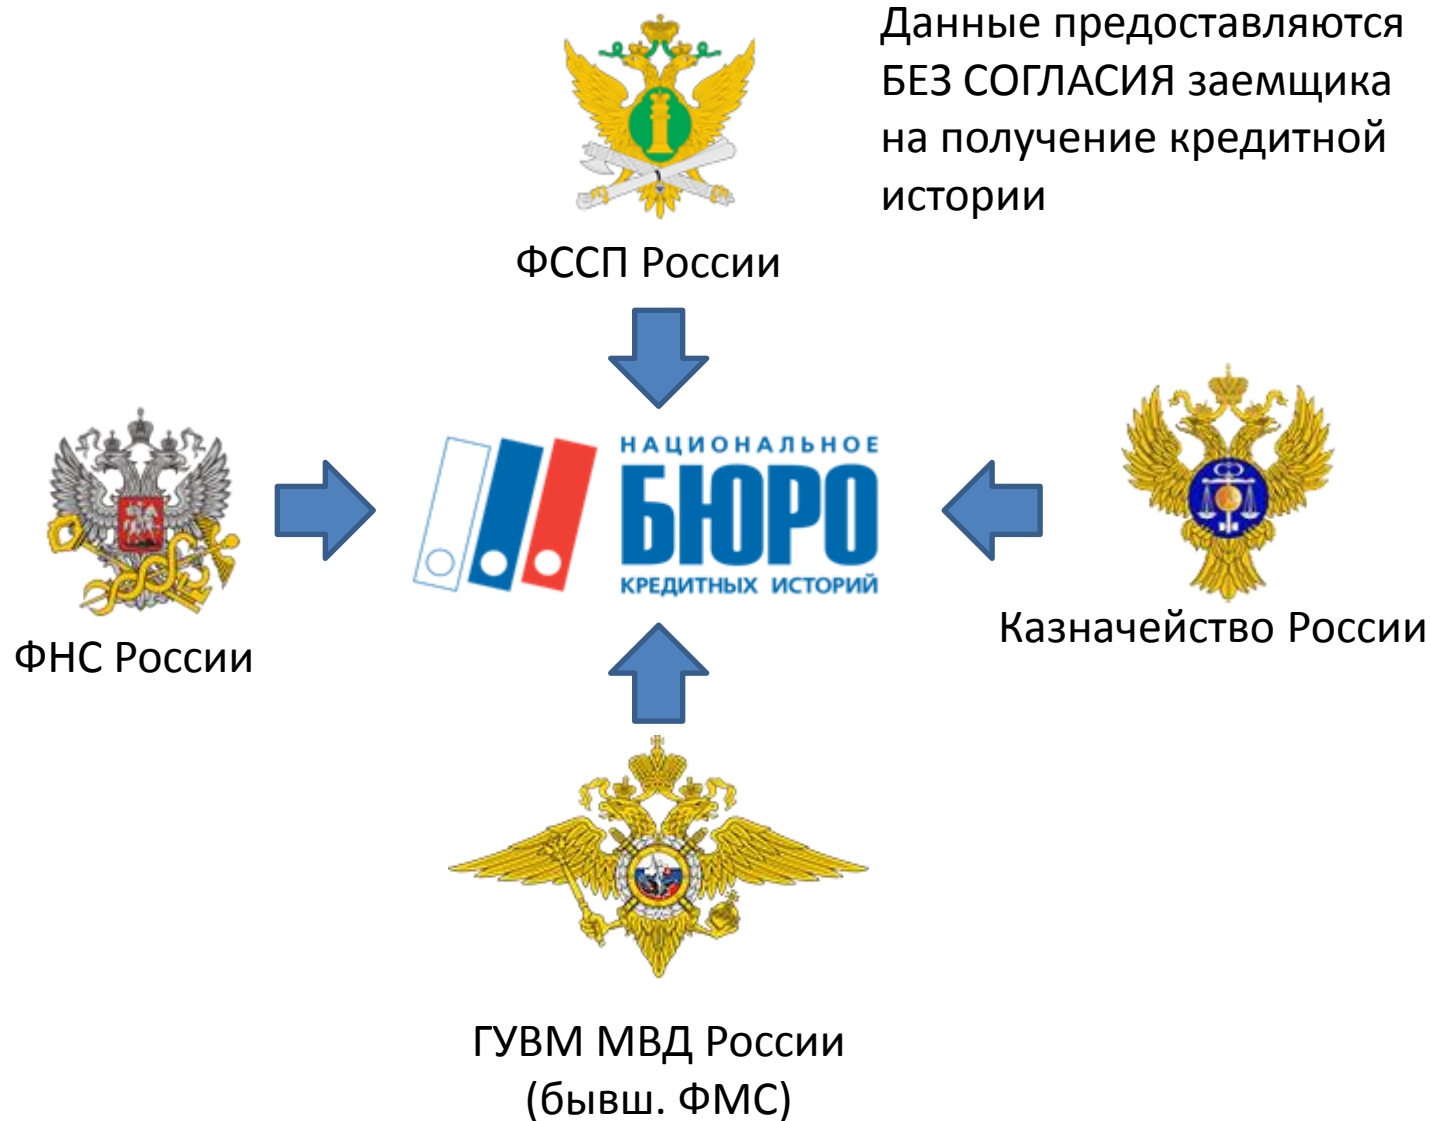 Данные предоставляются
БЕЗ СОГЛАСИЯ заемщика
на получение кредитной
истории
ФССП России
НАЦИОНАЛЬНОЕ
БЮРО
КРЕДИТНЫХ ИСТОРИЙ
ФНС России
Казначейство России
ГУВМ МВД России
(бывш. ФМС)